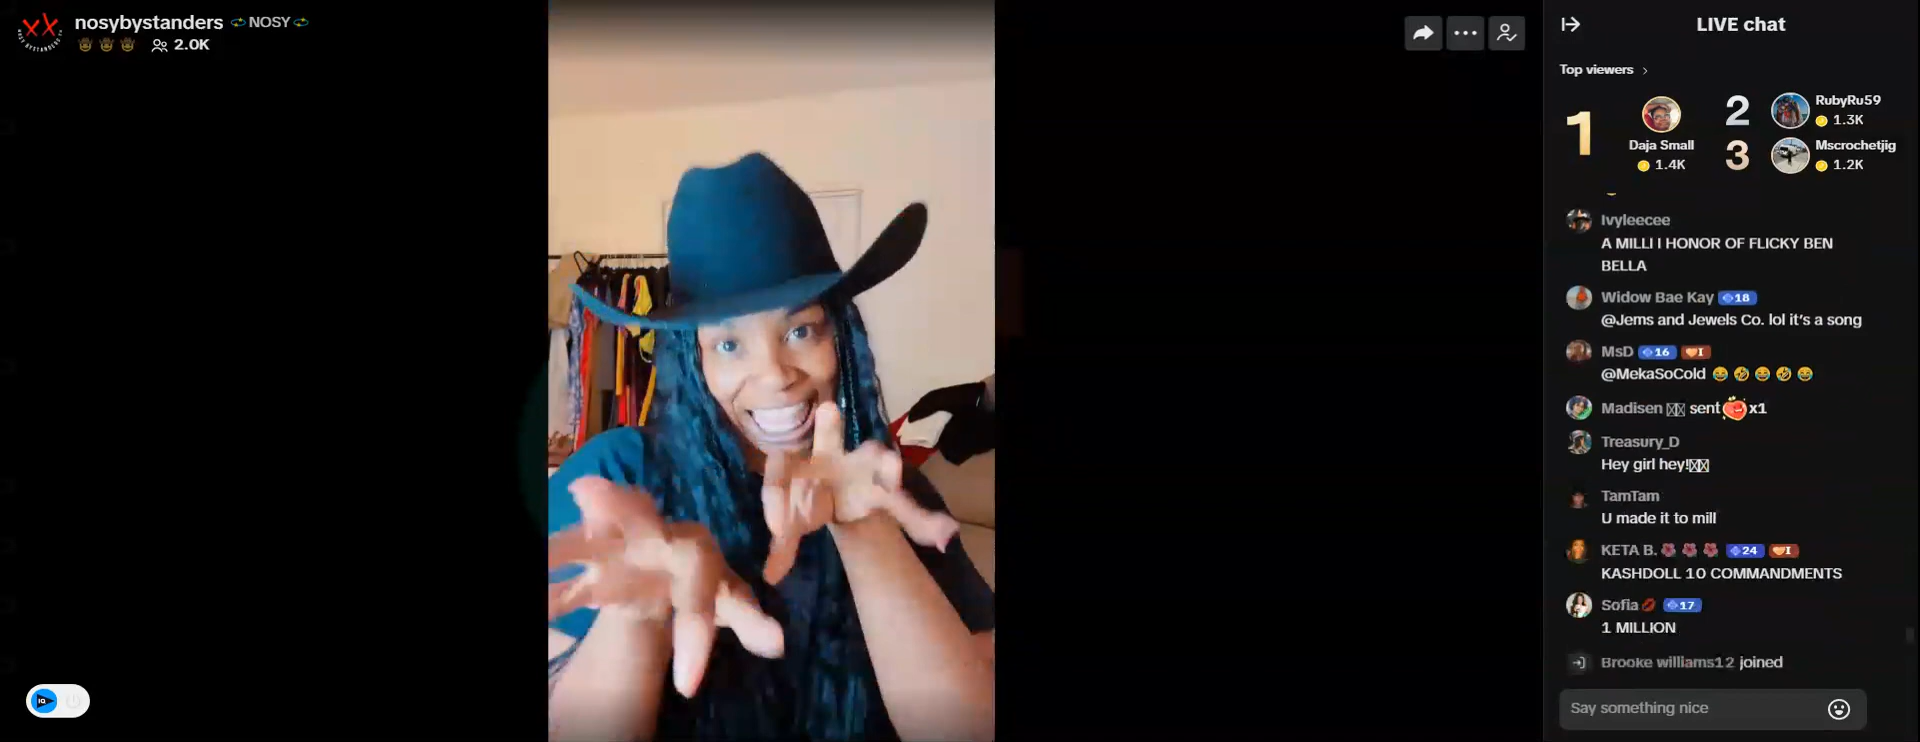 nosybystanders NOSY
2.0K
LIVE chat
Top viewers
1
Daja Small
1.4K
2
RubyRu59
1.3K
3
Mscrochetjig
1.2K
Ivyleecee
A MILLI I HONOR OF FLICKY BEN
BELLA
Widow Bae Kay 18
@Jems and Jewels Co. lol it's a song
MsD 16 I
@MekaSoCold 😂 🤣 😂 🤣 😂
Madisen sent x1
Treasury_D
Hey girl hey!
TamTam
U made it to mill
KETA B. 🌺 🌺 🌺 24 I
KASHDOLL 10 COMMANDMENTS
Sofia 💋 17
1 MILLION
Brooke williams12 joined
Say something nice